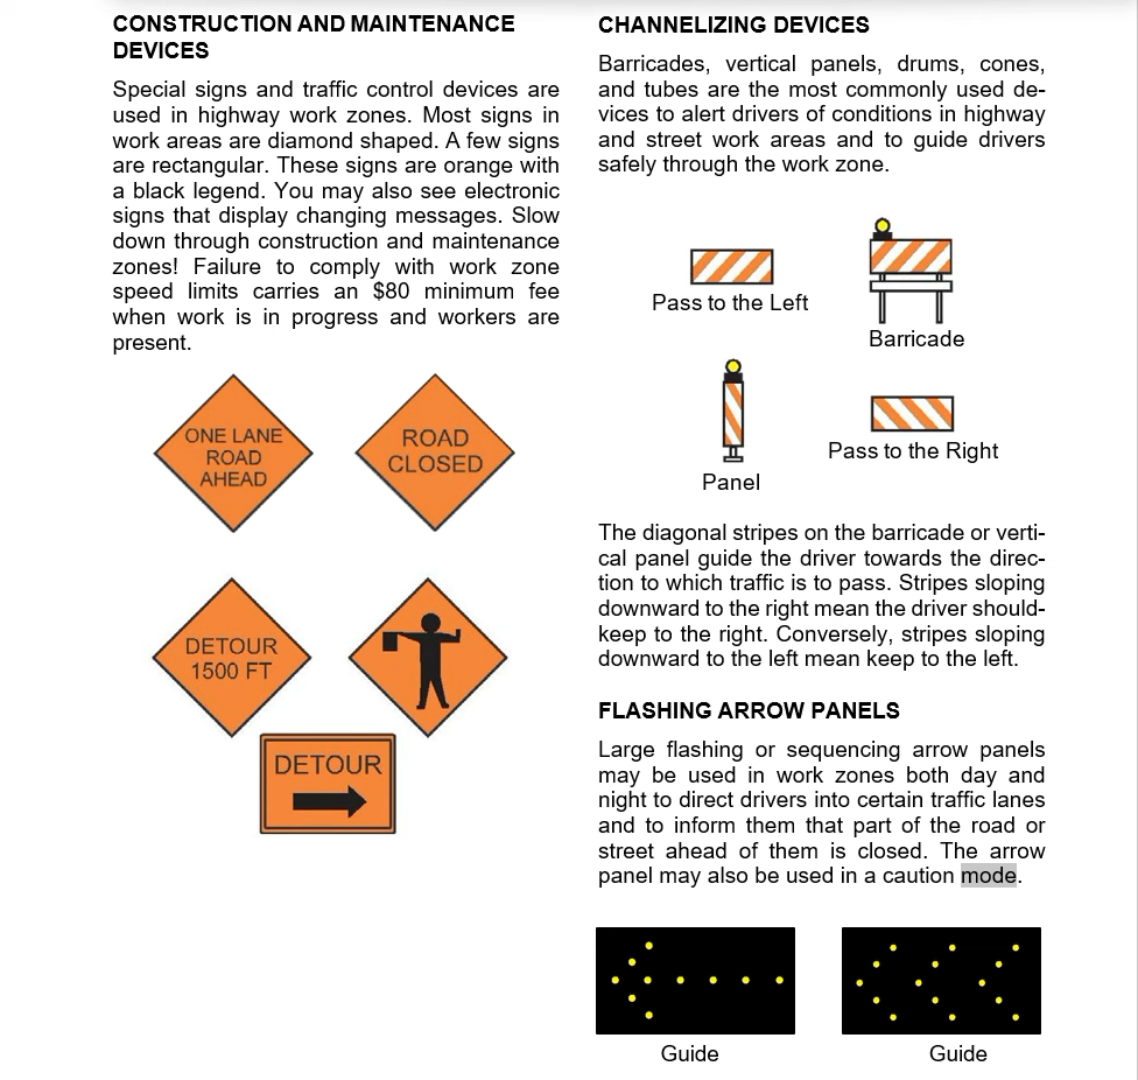 CONSTRUCTION AND MAINTENANCE
DEVICES
Special signs and traffic control devices are
used in highway work zones. Most signs in
work areas are diamond shaped. A few signs
are rectangular. These signs are orange with
a black legend. You may also see electronic
signs that display changing messages. Slow
down through construction and maintenance
zones! Failure to comply with work zone
speed limits carries an $80 minimum fee
when work is in progress and workers are
present.
ONE LANE
ROAD
AHEAD
ROAD
CLOSED
DETOUR
1500 FT
DETOUR
CHANNELIZING DEVICES
Barricades, vertical panels, drums, cones,
and tubes are the most commonly used de-
vices to alert drivers of conditions in highway
and street work areas and to guide drivers
safely through the work zone.
Pass to the Left
Barricade
Panel
Pass to the Right
The diagonal stripes on the barricade or verti-
cal panel guide the driver towards the direc-
tion to which traffic is to pass. Stripes sloping
downward to the right mean the driver should-
keep to the right. Conversely, stripes sloping
downward to the left mean keep to the left.
FLASHING ARROW PANELS
Large flashing or sequencing arrow panels
may be used in work zones both day and
night to direct drivers into certain traffic lanes
and to inform them that part of the road or
street ahead of them is closed. The arrow
panel may also be used in a caution mode.
Guide
Guide